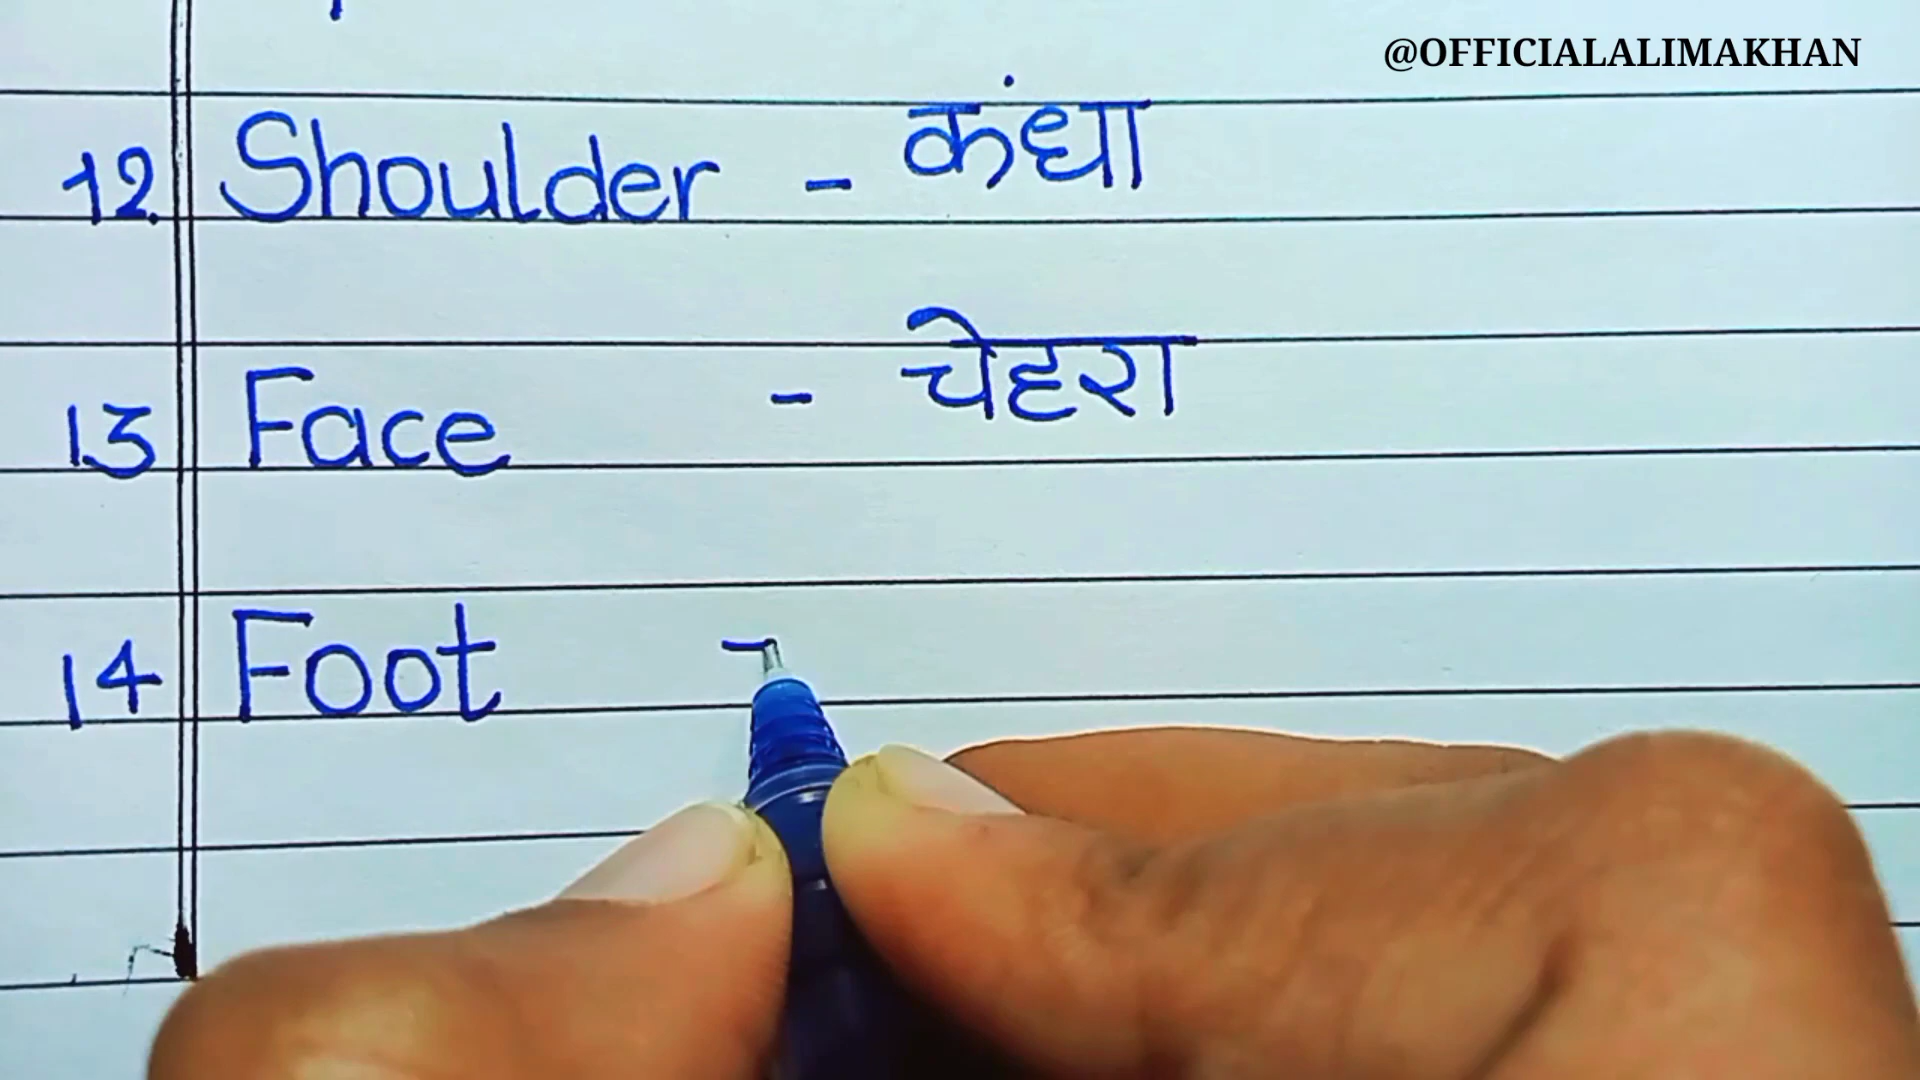 @OFFICIALALIMAKHAN
12. Shoulder - कंधा
13 Face - चेहरा
14 Foot -